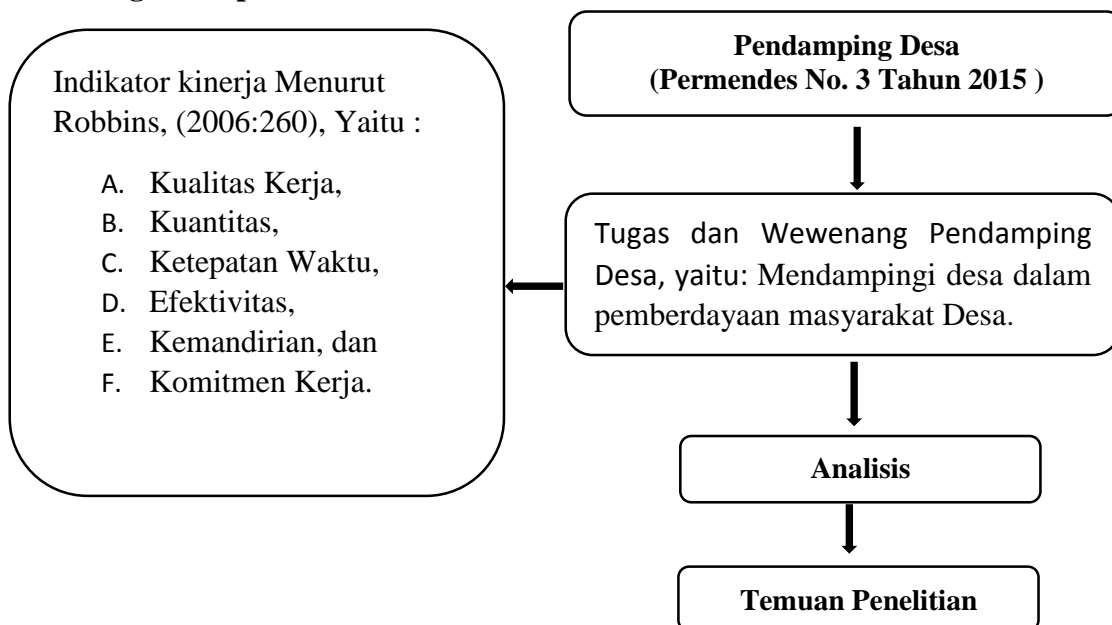 Indikator kinerja Menurut
Robbins, (2006:260), Yaitu :
A. Kualitas Kerja,
B. Kuantitas,
C. Ketepatan Waktu,
D. Efektivitas,
E. Kemandirian, dan
F. Komitmen Kerja.
Pendamping Desa
(Permendes No. 3 Tahun 2015 )
Tugas dan Wewenang Pendamping
Desa, yaitu: Mendampingi desa dalam
pemberdayaan masyarakat Desa.
Analisis
Temuan Penelitian